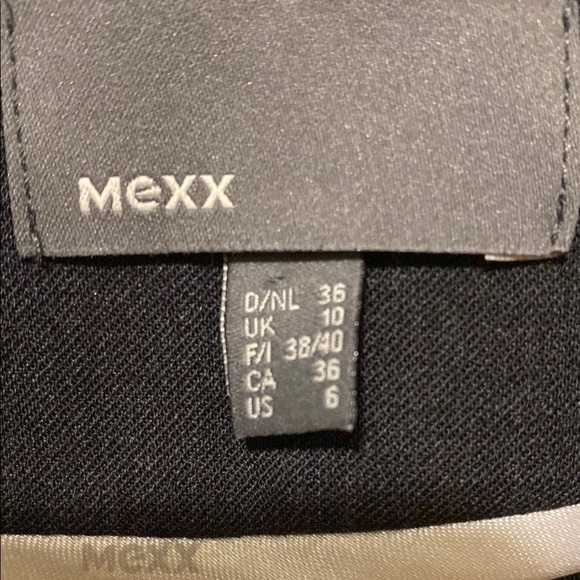 Mexx
D/NL 36
UK 10
F/I 38/40
CA 36
US 6
Mexx